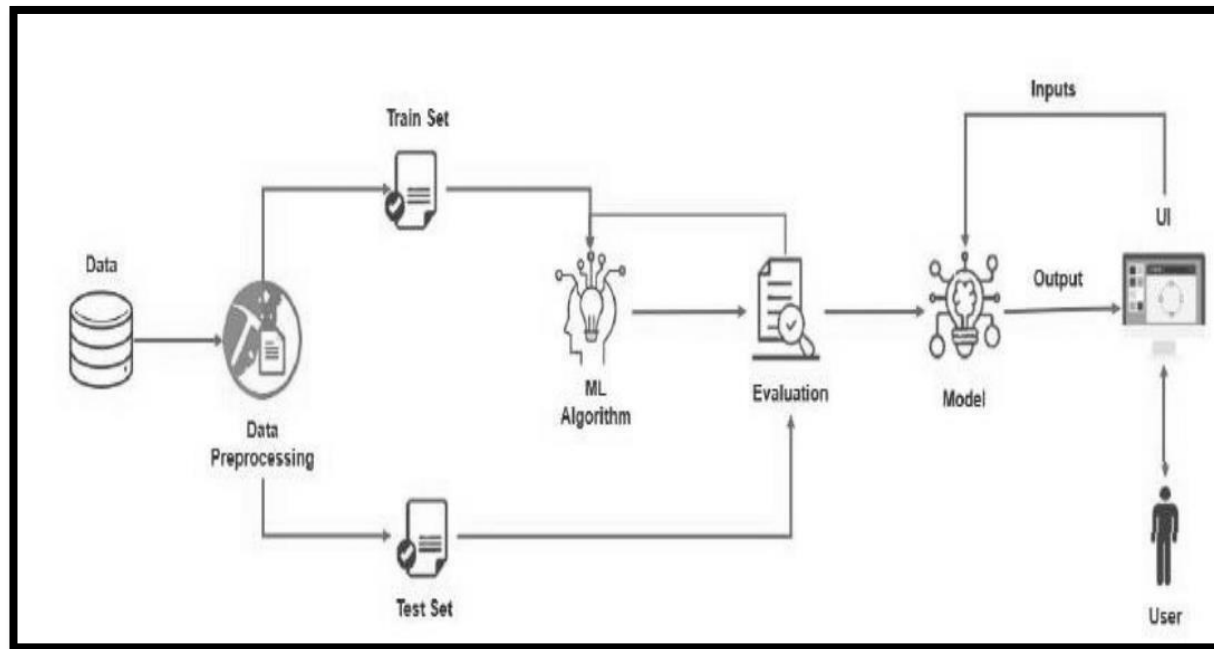 Inputs
Train Set
UI
Data
Output
ML
Algorithm
Evaluation
Model
Data
Preprocessing
Test Set
User